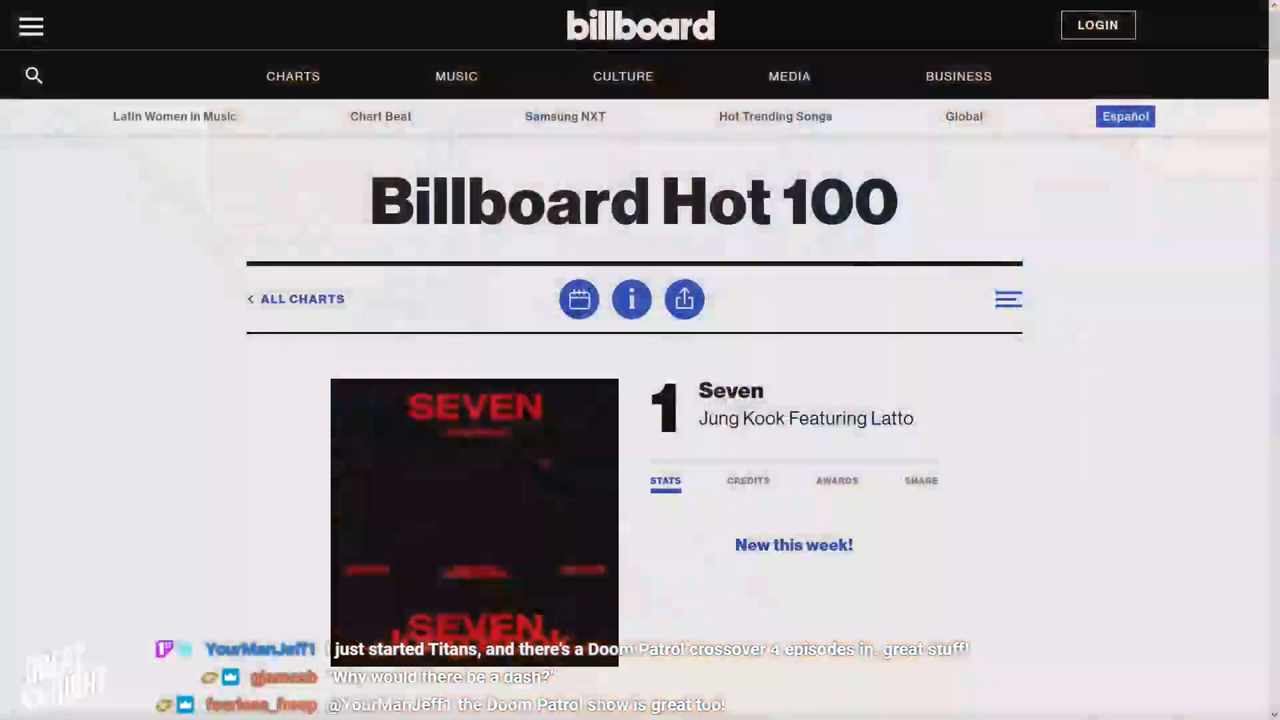 billboard
LOGIN
CHARTS MUSIC CULTURE MEDIA BUSINESS
Latin Women in Music Chart Beat Samsung NXT Hot Trending Songs Global Español
Billboard Hot 100
ALL CHARTS
SEVEN
1 Seven
Jung Kook Featuring Latto
STATS CREDITS AWARDS SHARE
New this week!
SEVEN
YourManJeff1 I just started Titans, and there's a Doom Patrol crossover 4 episodes in. great stuff!
gjamesb "Why would there be a dash?"
@YourManJeff1 the Doom Patrol show is great too!